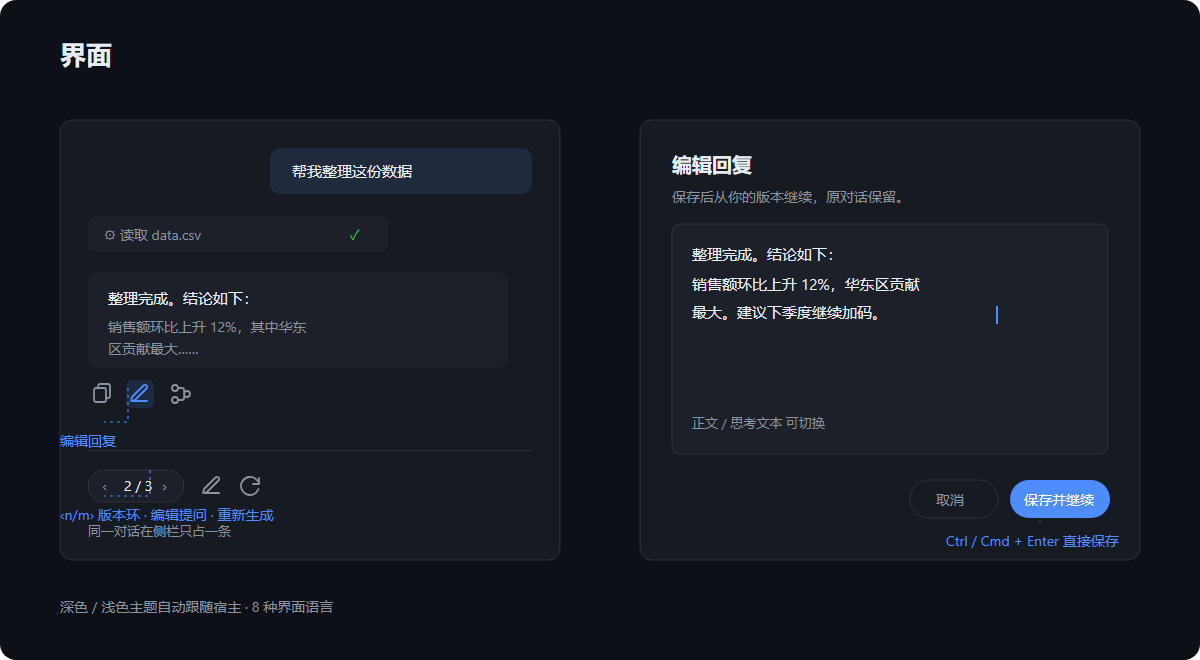 界面
帮我整理这份数据
⚙ 读取 data.csv ✓
整理完成。结论如下：
销售额环比上升 12%，其中华东
区贡献最大……
编辑回复
‹ 2 / 3 ›
‹n/m› 版本环 · 编辑提问 · 重新生成
同一对话在侧栏只占一条
编辑回复
保存后从你的版本继续，原对话保留。
整理完成。结论如下：
销售额环比上升 12%，华东区贡献
最大。建议下季度继续加码。
正文 / 思考文本 可切换
取消
保存并继续
Ctrl / Cmd + Enter 直接保存
深色 / 浅色主题自动跟随宿主 · 8 种界面语言